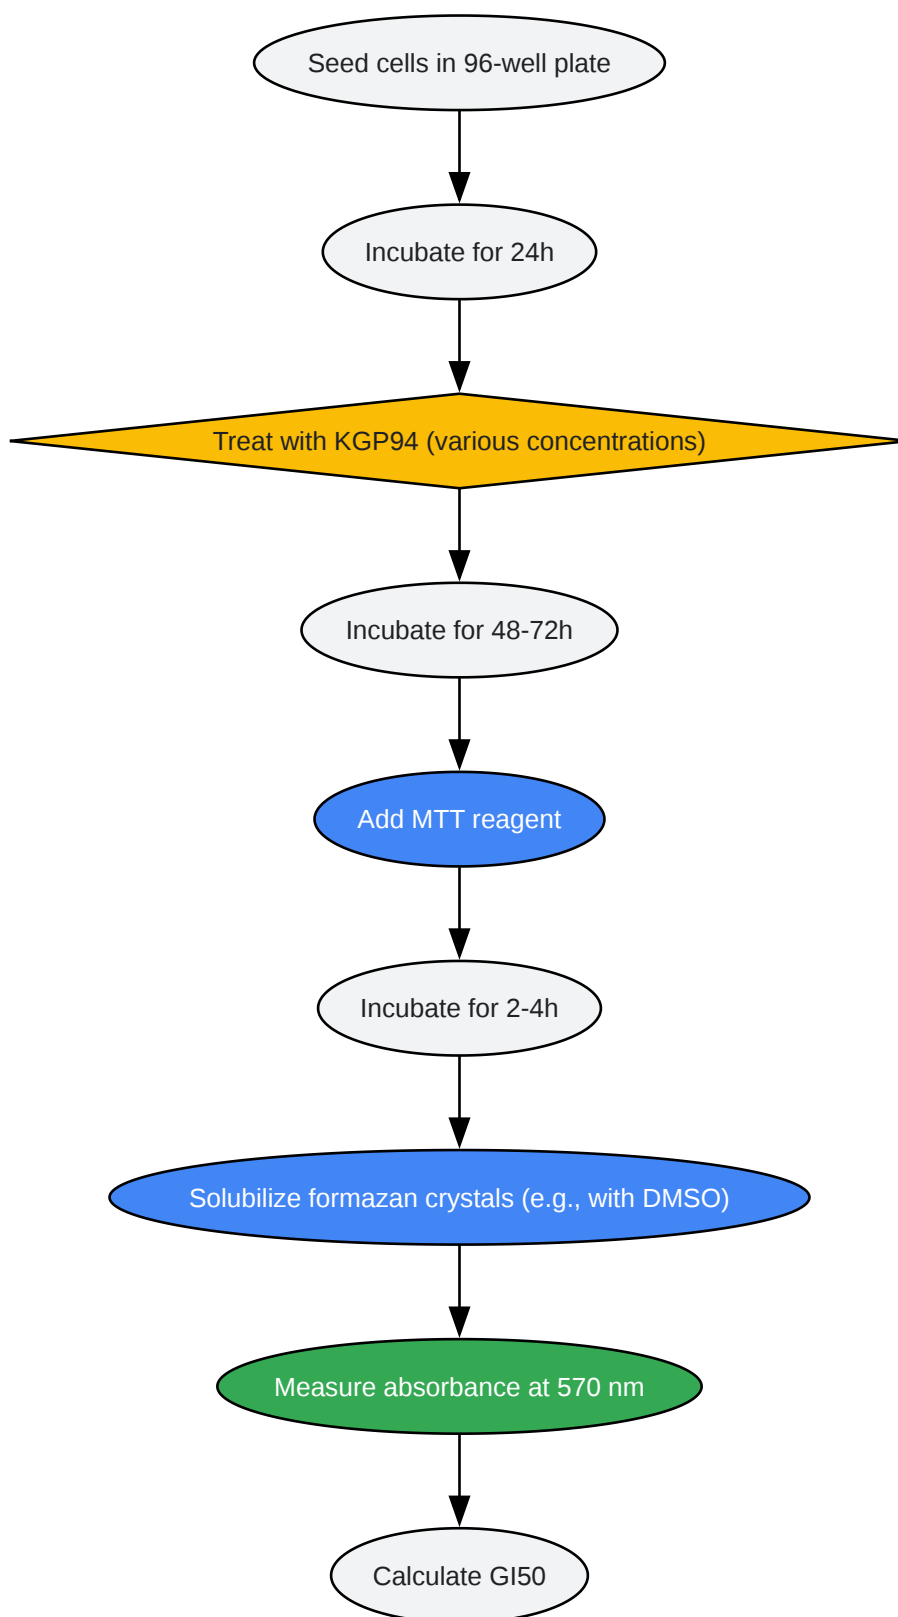 Seed cells in 96-well plate
Incubate for 24h
Treat with KGP94 (various concentrations)
Incubate for 48-72h
Add MTT reagent
Incubate for 2-4h
Solubilize formazan crystals (e.g., with DMSO)
Measure absorbance at 570 nm
Calculate GI50